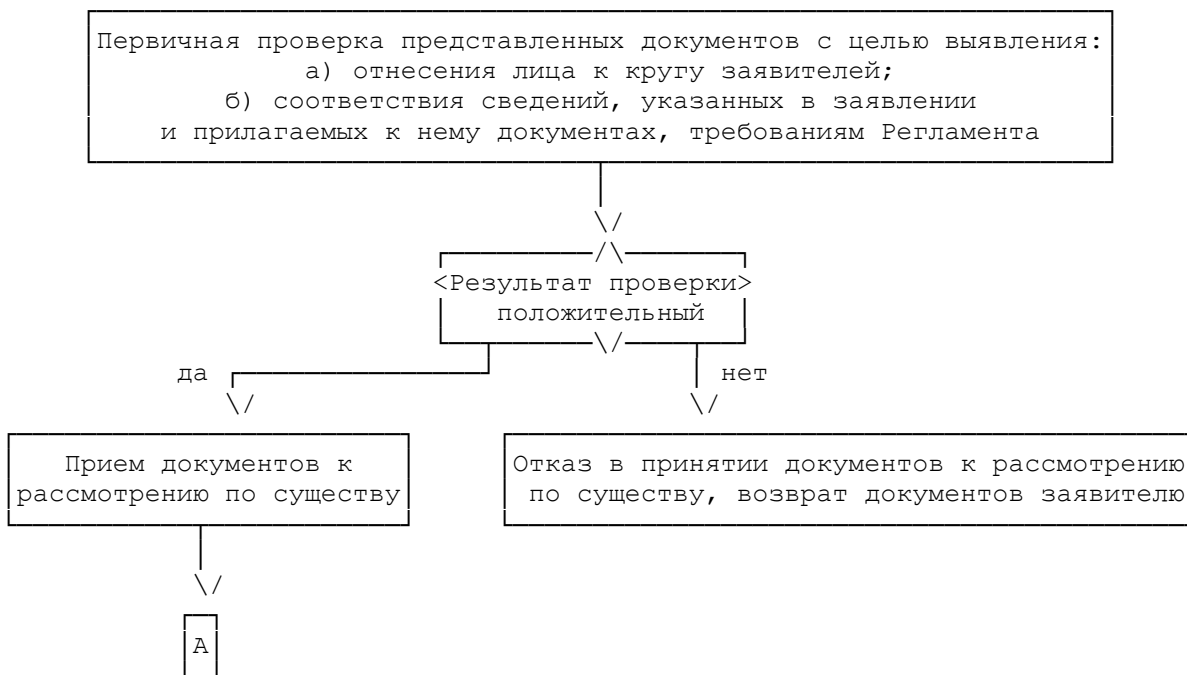 Первичная проверка представленных документов с целью выявления:
а) отнесения лица к кругу заявителей;
б) соответствия сведений, указанных в заявлении
и прилагаемых к нему документах, требованиям Регламента
<Результат проверки>
положительный
да
нет
Прием документов к
рассмотрению по существу
Отказ в принятии документов к рассмотрению
по существу, возврат документов заявителю
А